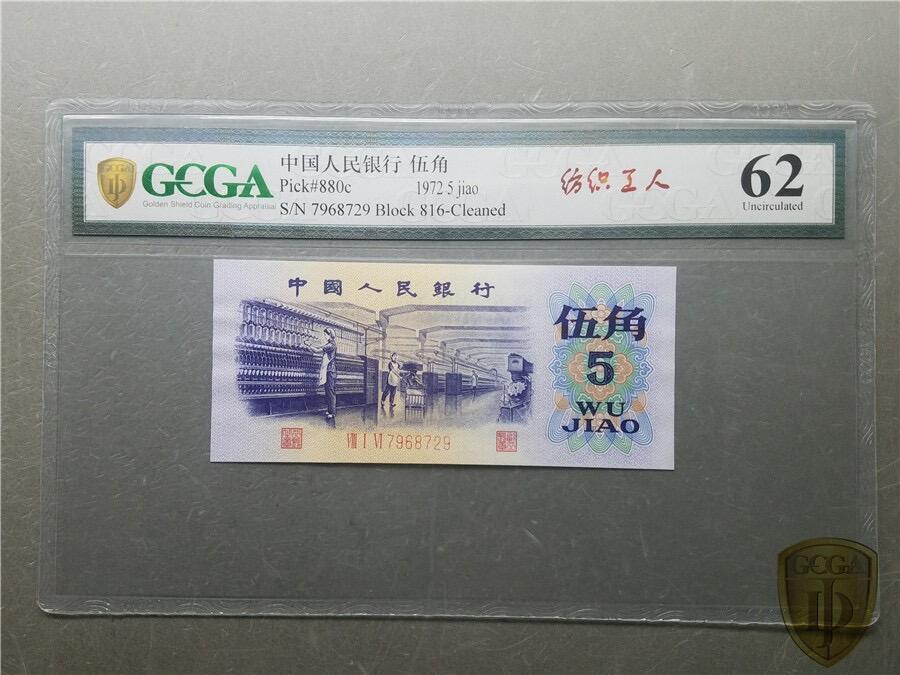 GCGA
Golden Shield Coin Grading Appraisal
中国人民银行 伍角
Pick#880c 1972 5 jiao
S/N 7968729 Block 816-Cleaned
纺织工人
62
Uncirculated
中國人民銀行
伍角
5
WU
JIAO
VIII I VI 7968729
GCGA